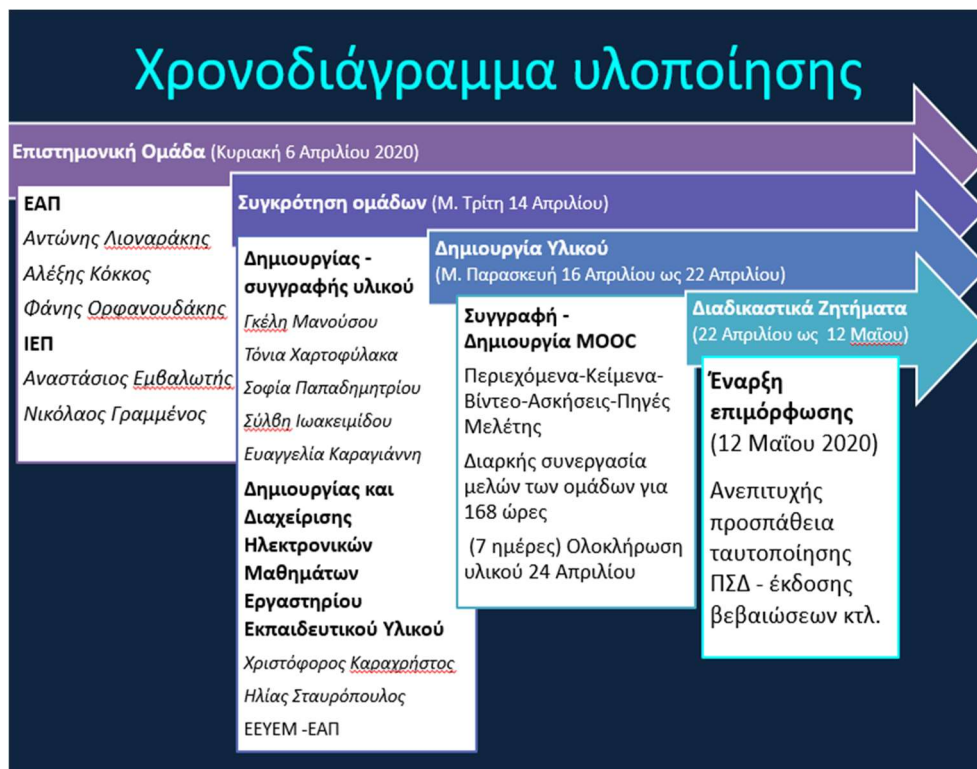 Χρονοδιάγραμμα υλοποίησης
Επιστημονική Ομάδα (Κυριακή 6 Απριλίου 2020)
ΕΑΠ
Αντώνης Λιοναράκης
Αλέξης Κόκκος
Φάνης Ορφανουδάκης
ΙΕΠ
Αναστάσιος Εμβαλωτής
Νικόλαος Γραμμένος
Συγκρότηση ομάδων (Μ. Τρίτη 14 Απριλίου)
Δημιουργίας -
συγγραφής υλικού
Γκέλη Μανούσου
Τόνια Χαρτοφύλακα
Σοφία Παπαδημητρίου
Σύλβη Ιωακειμίδου
Ευαγγελία Καραγιάννη
Δημιουργίας και
Διαχείρισης
Ηλεκτρονικών
Μαθημάτων
Εργαστηρίου
Εκπαιδευτικού Υλικού
Χριστόφορος Καραχρήστος
Ηλίας Σταυρόπουλος
ΕΕΥΕΜ -ΕΑΠ
Δημιουργία Υλικού
(Μ. Παρασκευή 16 Απριλίου ως 22 Απριλίου)
Συγγραφή -
Δημιουργία MOOC
Περιεχόμενα-Κείμενα-
Βίντεο-Ασκήσεις-Πηγές
Μελέτης
Διαρκής συνεργασία
μελών των ομάδων για
168 ώρες
(7 ημέρες) Ολοκλήρωση
υλικού 24 Απριλίου
Διαδικαστικά Ζητήματα
(22 Απριλίου ως 12 Μαΐου)
Έναρξη
επιμόρφωσης
(12 Μαΐου 2020)
Ανεπιτυχής
προσπάθεια
ταυτοποίησης
ΠΣΔ - έκδοσης
βεβαιώσεων κτλ.